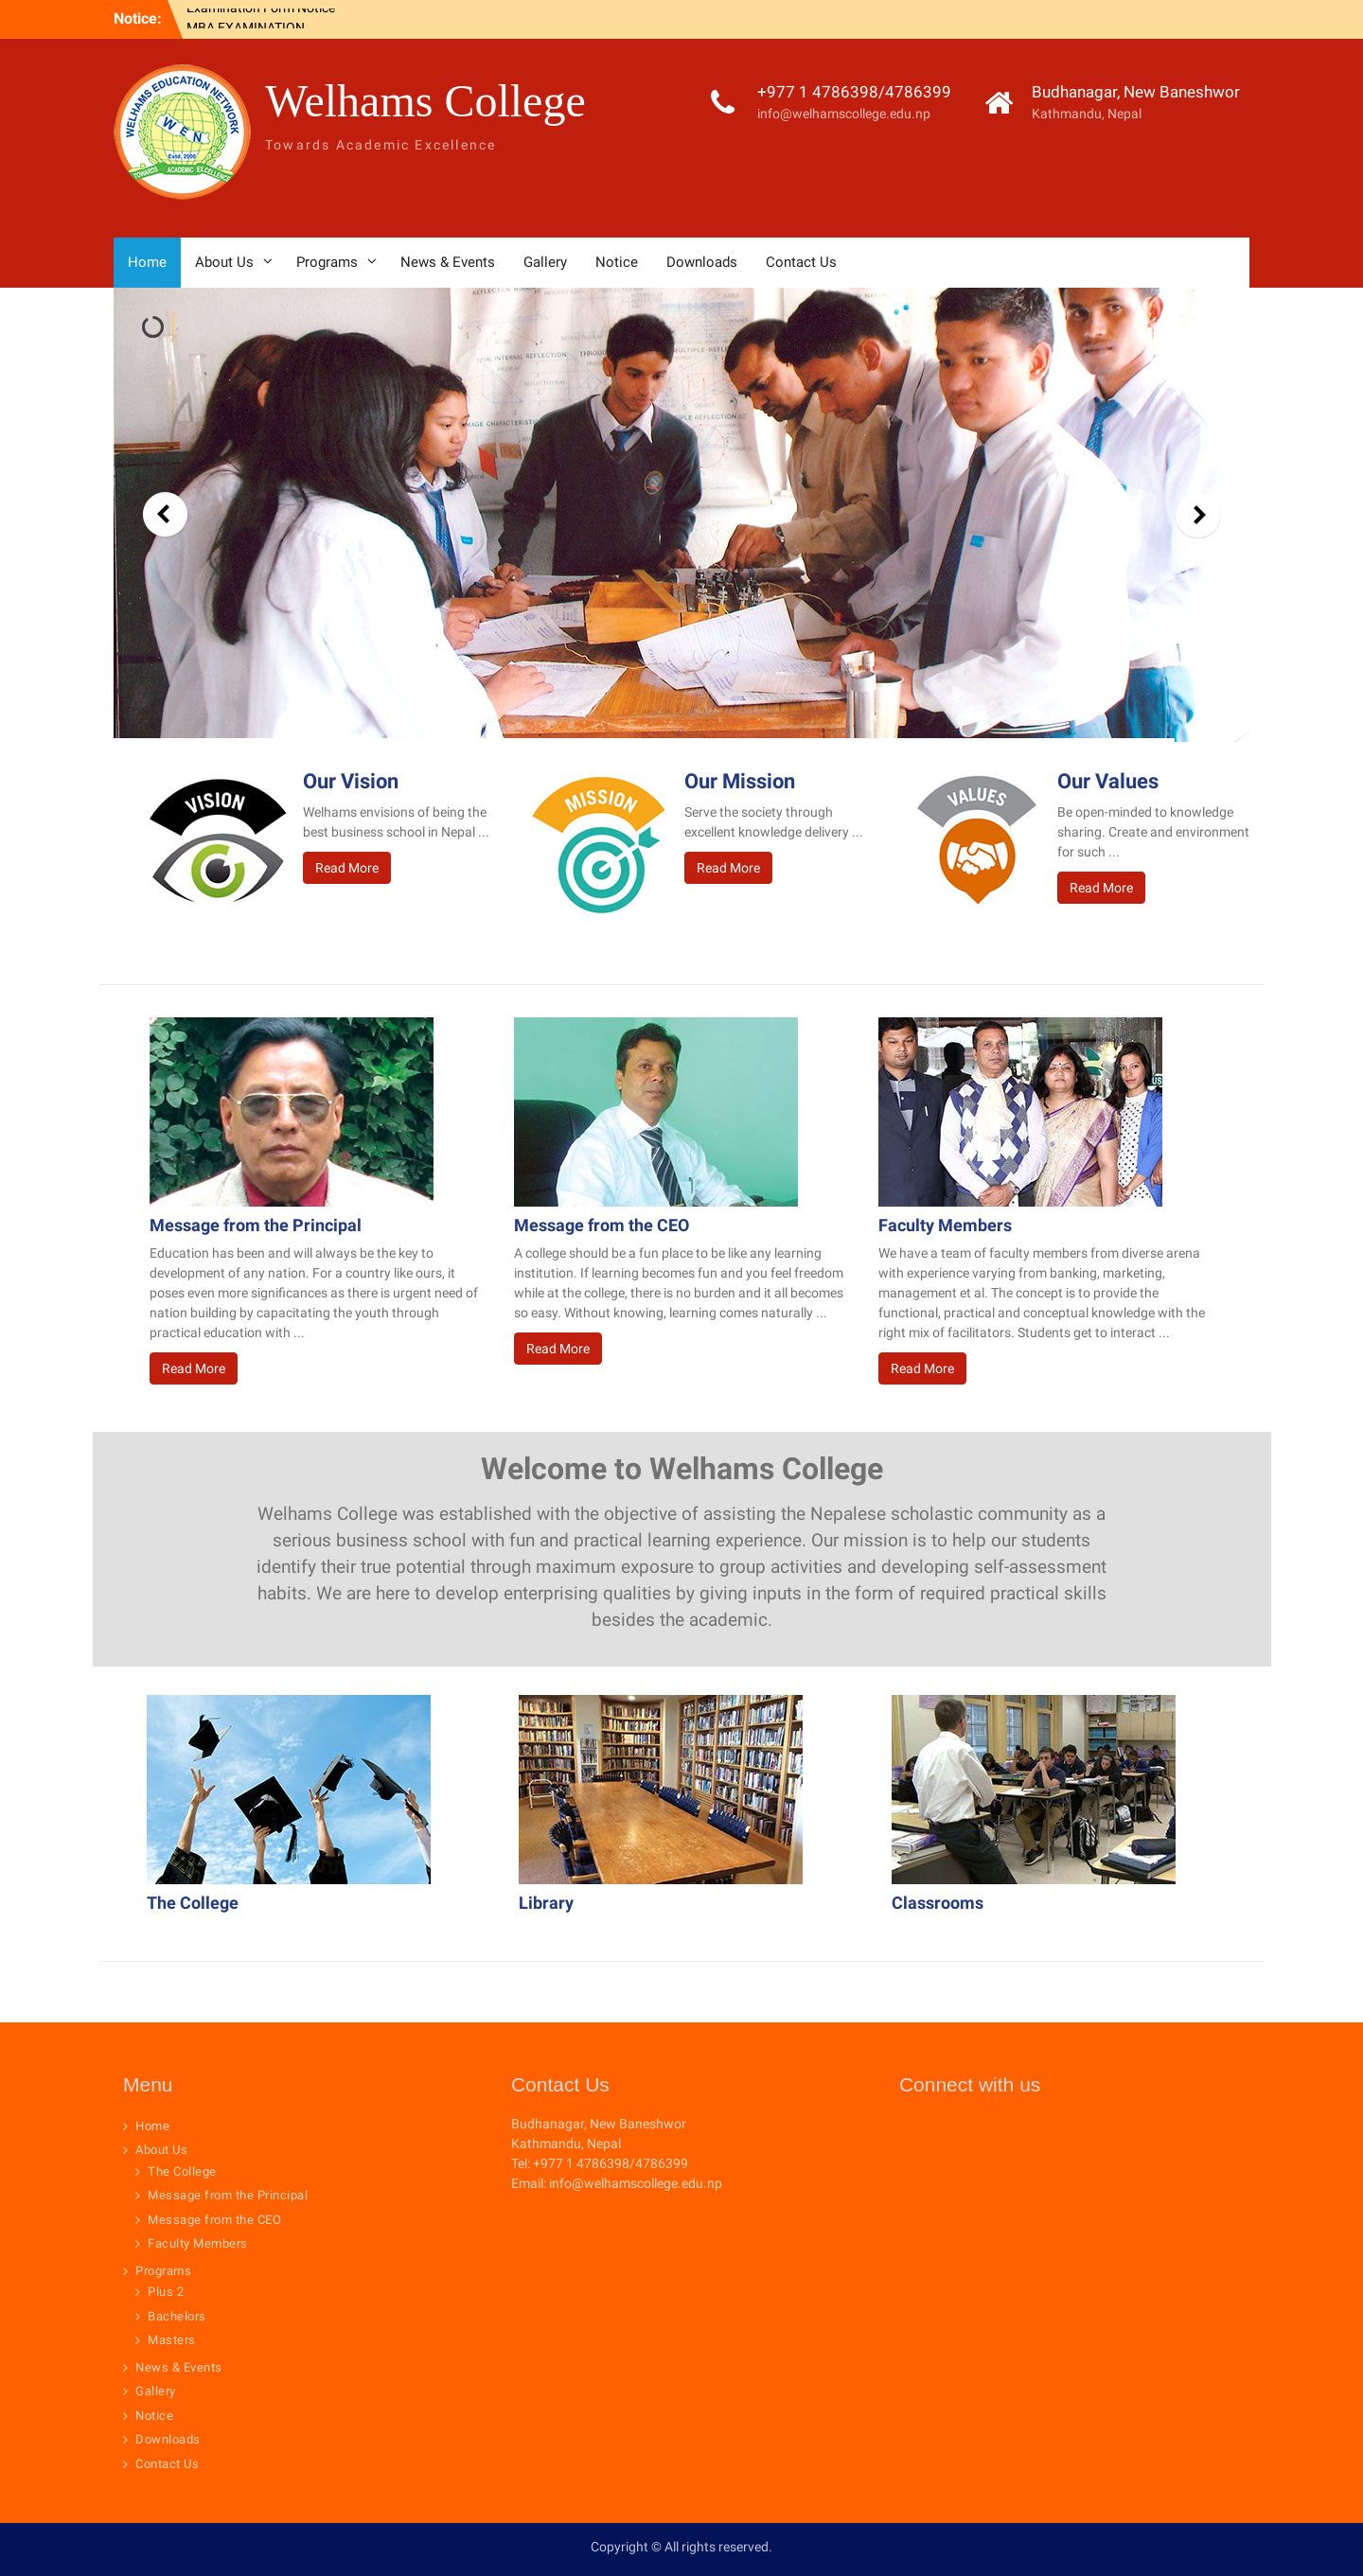 Notice:
Examination Form Notice
MBA EXAMINATION
WELHAMS EDUCATION NETWORK
W E N
Estd. 2000
TOWARDS ACADEMIC EXCELLENCE
Welhams College
Towards Academic Excellence
+977 1 4786398/4786399
info@welhamscollege.edu.np
Budhanagar, New Baneshwor
Kathmandu, Nepal
Home
About Us
Programs
News & Events
Gallery
Notice
Downloads
Contact Us
VISION
Our Vision
Welhams envisions of being the
best business school in Nepal ...
Read More
MISSION
Our Mission
Serve the society through
excellent knowledge delivery ...
Read More
VALUES
Our Values
Be open-minded to knowledge
sharing. Create and environment
for such ...
Read More
Message from the Principal
Education has been and will always be the key to
development of any nation. For a country like ours, it
poses even more significances as there is urgent need of
nation building by capacitating the youth through
practical education with ...
Read More
Message from the CEO
A college should be a fun place to be like any learning
institution. If learning becomes fun and you feel freedom
while at the college, there is no burden and it all becomes
so easy. Without knowing, learning comes naturally ...
Read More
Faculty Members
We have a team of faculty members from diverse arena
with experience varying from banking, marketing,
management et al. The concept is to provide the
functional, practical and conceptual knowledge with the
right mix of facilitators. Students get to interact ...
Read More
Welcome to Welhams College
Welhams College was established with the objective of assisting the Nepalese scholastic community as a
serious business school with fun and practical learning experience. Our mission is to help our students
identify their true potential through maximum exposure to group activities and developing self-assessment
habits. We are here to develop enterprising qualities by giving inputs in the form of required practical skills
besides the academic.
The College
Library
Classrooms
Menu
Home
About Us
The College
Message from the Principal
Message from the CEO
Faculty Members
Programs
Plus 2
Bachelors
Masters
News & Events
Gallery
Notice
Downloads
Contact Us
Contact Us
Budhanagar, New Baneshwor
Kathmandu, Nepal
Tel: +977 1 4786398/4786399
Email: info@welhamscollege.edu.np
Connect with us
Copyright © All rights reserved.